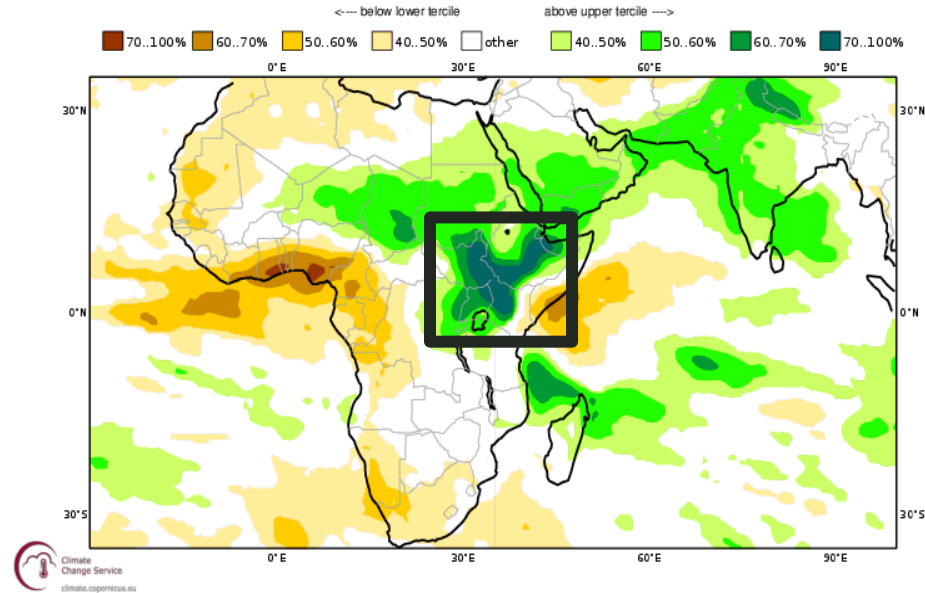 <---- below lower tercile above upper tercile ---->
70..100% 60..70% 50..60% 40..50% other 40..50% 50..60% 60..70% 70..100%
0°E 30°E 60°E 90°E
30°N 30°N
0°N 0°N
30°S 30°S
0°E 30°E 60°E 90°E
Climate
Change Service
climate.copernicus.eu